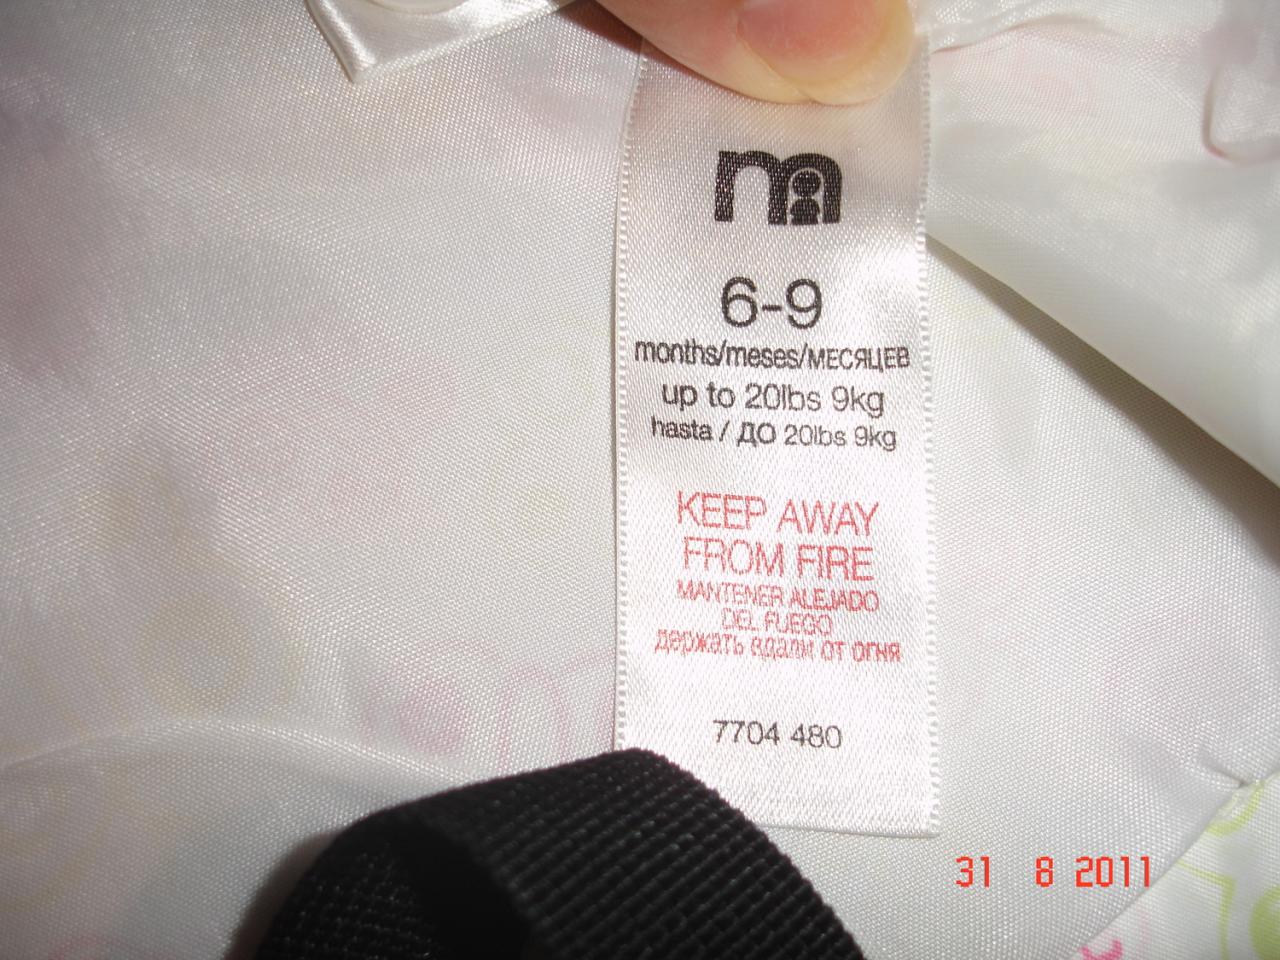 m
6-9
months/meses/МЕСЯЦЕВ
up to 20lbs 9kg
hasta / ДО 20lbs 9kg
KEEP AWAY
FROM FIRE
MANTENER ALEJADO
DEL FUEGO
держать вдали от огня
7704 480
31 8 2011